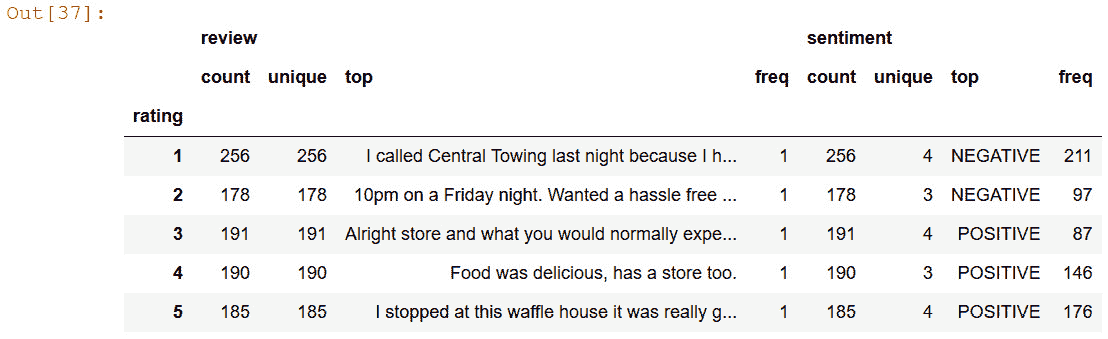 Out[37]:
review sentiment
count unique top freq count unique top freq
rating
1 256 256 I called Central Towing last night because I h... 1 256 4 NEGATIVE 211
2 178 178 10pm on a Friday night. Wanted a hassle free ... 1 178 3 NEGATIVE 97
3 191 191 Alright store and what you would normally expe... 1 191 4 POSITIVE 87
4 190 190 Food was delicious, has a store too. 1 190 3 POSITIVE 146
5 185 185 I stopped at this waffle house it was really g... 1 185 4 POSITIVE 176